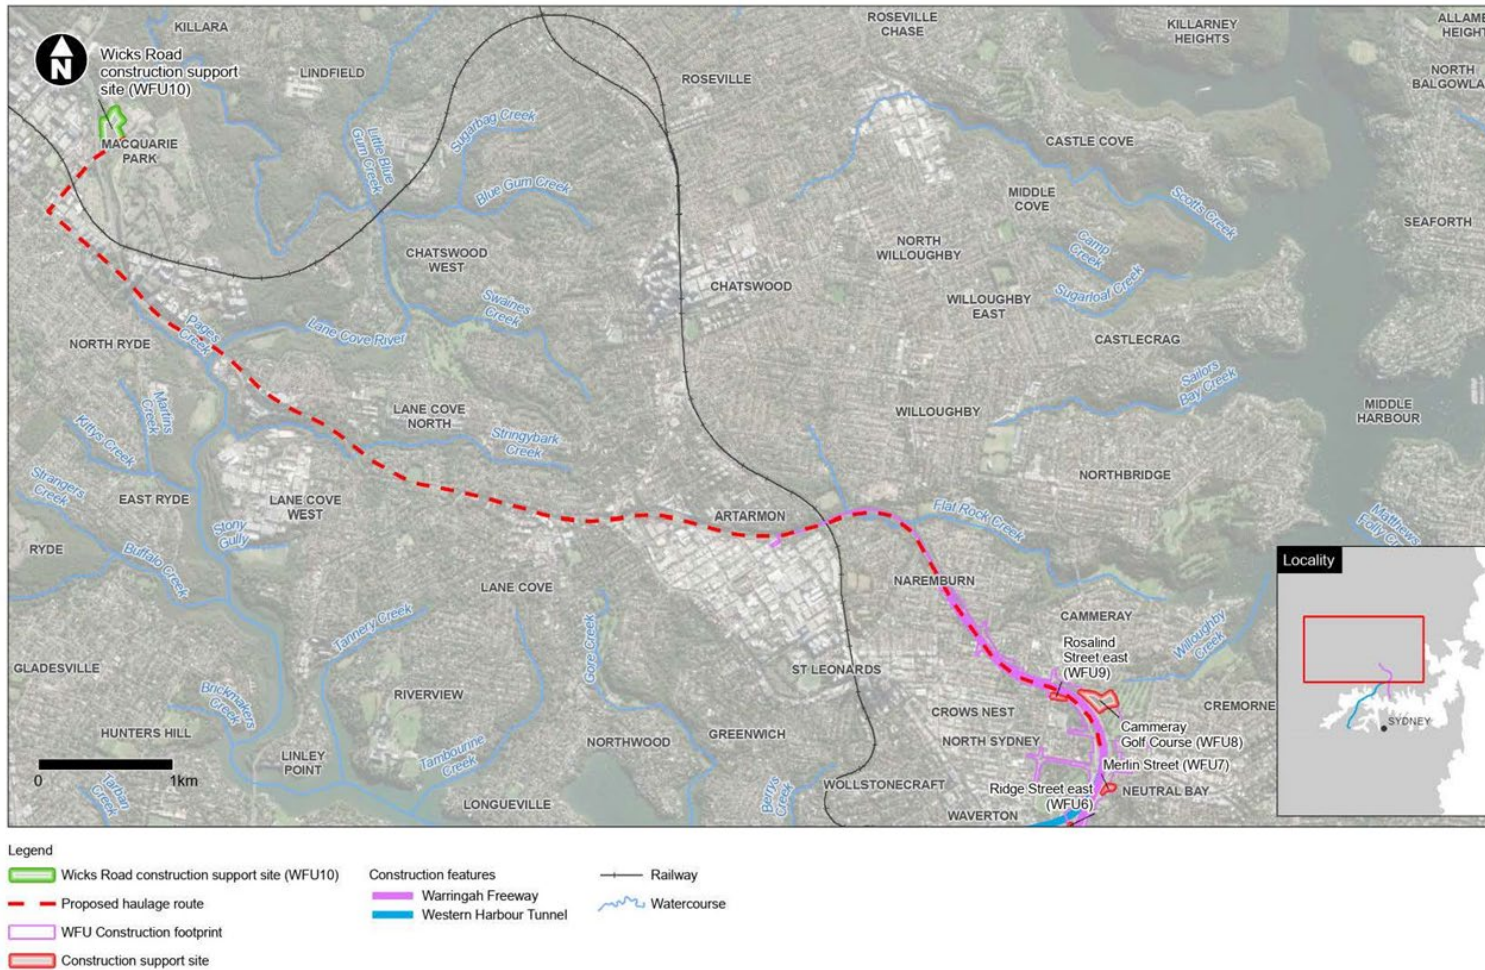 KILLARA
ROSEVILLE
CHASE
KILLARNEY
HEIGHTS
ALLAMB
HEIGHT
N
Wicks Road
construction support
site (WFU10)
LINDFIELD
ROSEVILLE
NORTH
BALGOWLA
MACQUARIE
PARK
Little Blue
Gum Creek
Sugarbag Creek
Blue Gum Creek
CASTLE COVE
MIDDLE
COVE
Scotts Creek
SEAFORTH
CHATSWOOD
WEST
NORTH
WILLOUGHBY
Camp
Creek
Sugarloaf Creek
CHATSWOOD
WILLOUGHBY
EAST
Swaines
Creek
Lane Cove River
Pages
Creek
NORTH RYDE
CASTLECRAG
Sailors
Bay Creek
MIDDLE
HARBOUR
Martins
Creek
Kittys Creek
LANE COVE
NORTH
Stringybark
Creek
WILLOUGHBY
NORTHBRIDGE
Strangers
Creek
EAST RYDE
LANE COVE
WEST
Stony
Gully
ARTARMON
Flat Rock Creek
Matthews
Folly Cr
RYDE
Buffalo Creek
LANE COVE
NAREMBURN
CAMMERAY
Tannery Creek
Gore Creek
Willoughby
Creek
Rosalind
Street east
(WFU9)
GLADESVILLE
ST LEONARDS
RIVERVIEW
Brickmakers
Creek
CROWS NEST
CREMORNE
Cammeray
Golf Course (WFU8)
HUNTERS HILL
NORTHWOOD
GREENWICH
NORTH SYDNEY
Merlin Street (WFU7)
LINLEY
POINT
Tambourine
Creek
WOLLSTONECRAFT
Ridge Street east
(WFU6)
NEUTRAL BAY
Tarban
Creek
LONGUEVILLE
Berrys
Creek
WAVERTON
0 1km
Locality
SYDNEY
Legend
Wicks Road construction support site (WFU10)
Proposed haulage route
WFU Construction footprint
Construction support site
Construction features
Warringah Freeway
Western Harbour Tunnel
Railway
Watercourse